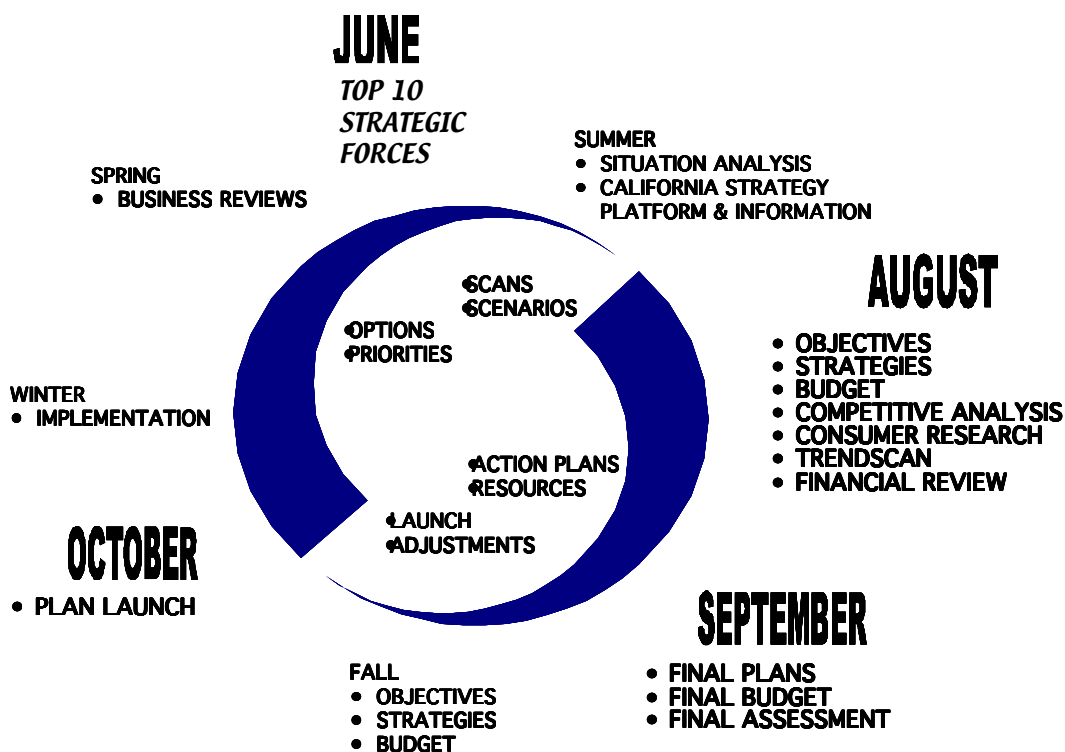 JUNE
TOP 10
STRATEGIC
FORCES
SUMMER
• SITUATION ANALYSIS
• CALIFORNIA STRATEGY
PLATFORM & INFORMATION
SPRING
• BUSINESS REVIEWS
AUGUST
• OBJECTIVES
• STRATEGIES
• BUDGET
• COMPETITIVE ANALYSIS
• CONSUMER RESEARCH
• TRENDSCAN
• FINANCIAL REVIEW
• SCANS
• SCENARIOS
• OPTIONS
• PRIORITIES
WINTER
• IMPLEMENTATION
• ACTION PLANS
• RESOURCES
• LAUNCH
• ADJUSTMENTS
OCTOBER
• PLAN LAUNCH
SEPTEMBER
• FINAL PLANS
• FINAL BUDGET
• FINAL ASSESSMENT
FALL
• OBJECTIVES
• STRATEGIES
• BUDGET